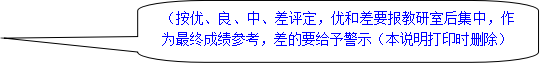 （按优、良、中、差评定，优和差要报教研室后集中，作
为最终成绩参考，差的要给予警示（本说明打印时删除）